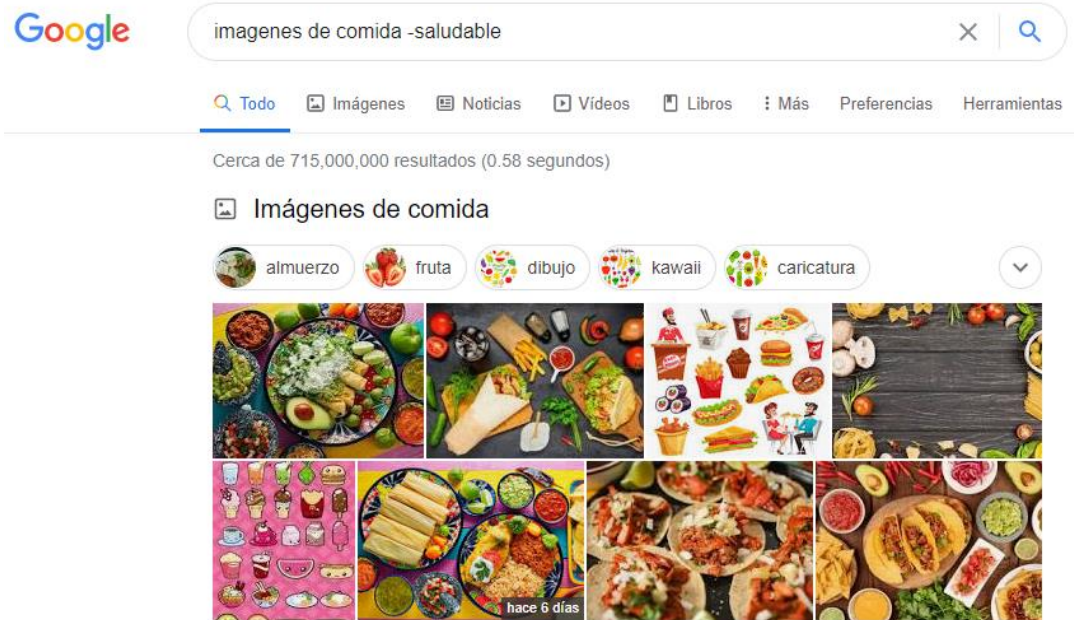 Google
imagenes de comida -saludable
Todo Imágenes Noticias Vídeos Libros Más Preferencias Herramientas
Cerca de 715,000,000 resultados (0.58 segundos)
Imágenes de comida
almuerzo fruta dibujo kawaii caricatura
hace 6 días